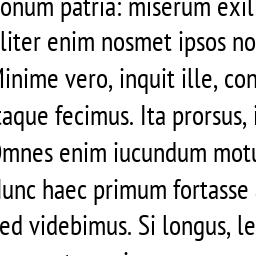 onum patria: miserum exil
liter enim nosmet ipsos no
Minime vero, inquit ille, con
taque fecimus. Ita prorsus, i
Omnes enim iucundum motu
Nunc haec primum fortasse
ed videbimus. Si longus, le